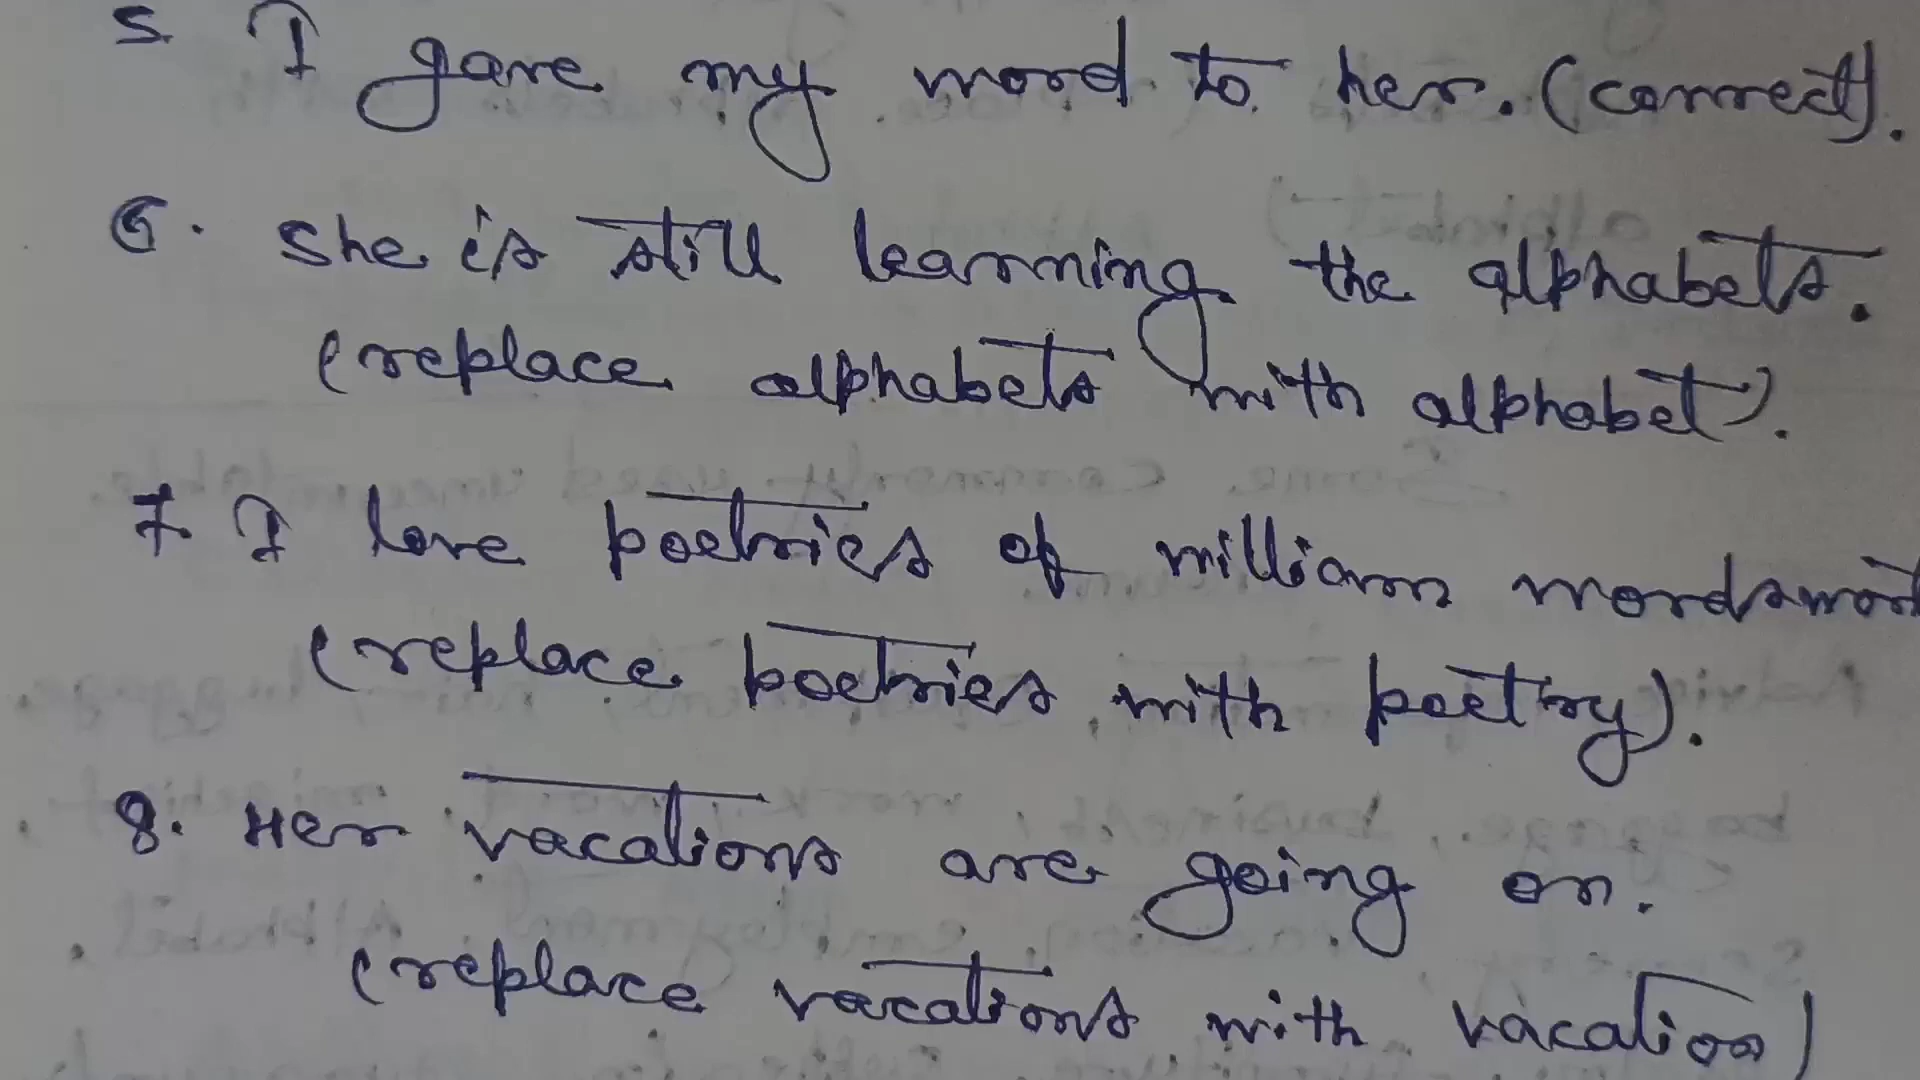 5. I gave my word to her. (correct).
6. She is still learning the alphabets.
(replace alphabets with alphabet).
7. I love poetries of william
(replace poetries with poetry).
8. Her vacations are going on.
(replace vacations with vacation)